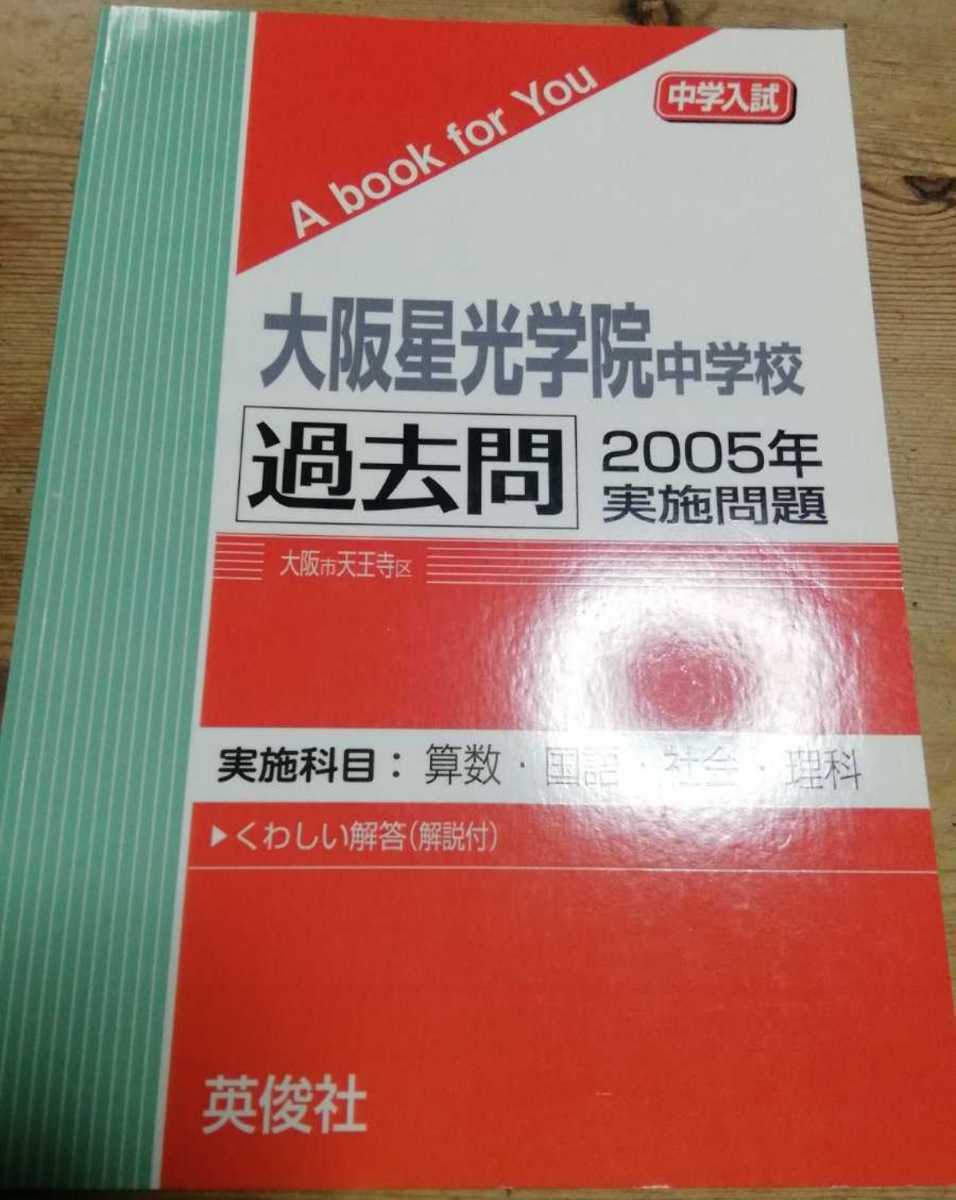 A book for You
中学入試
大阪星光学院中学校
過去問
2005年
実施問題
大阪市天王寺区
実施科目：算数・国語・社会・理科
▶くわしい解答（解説付）
英俊社